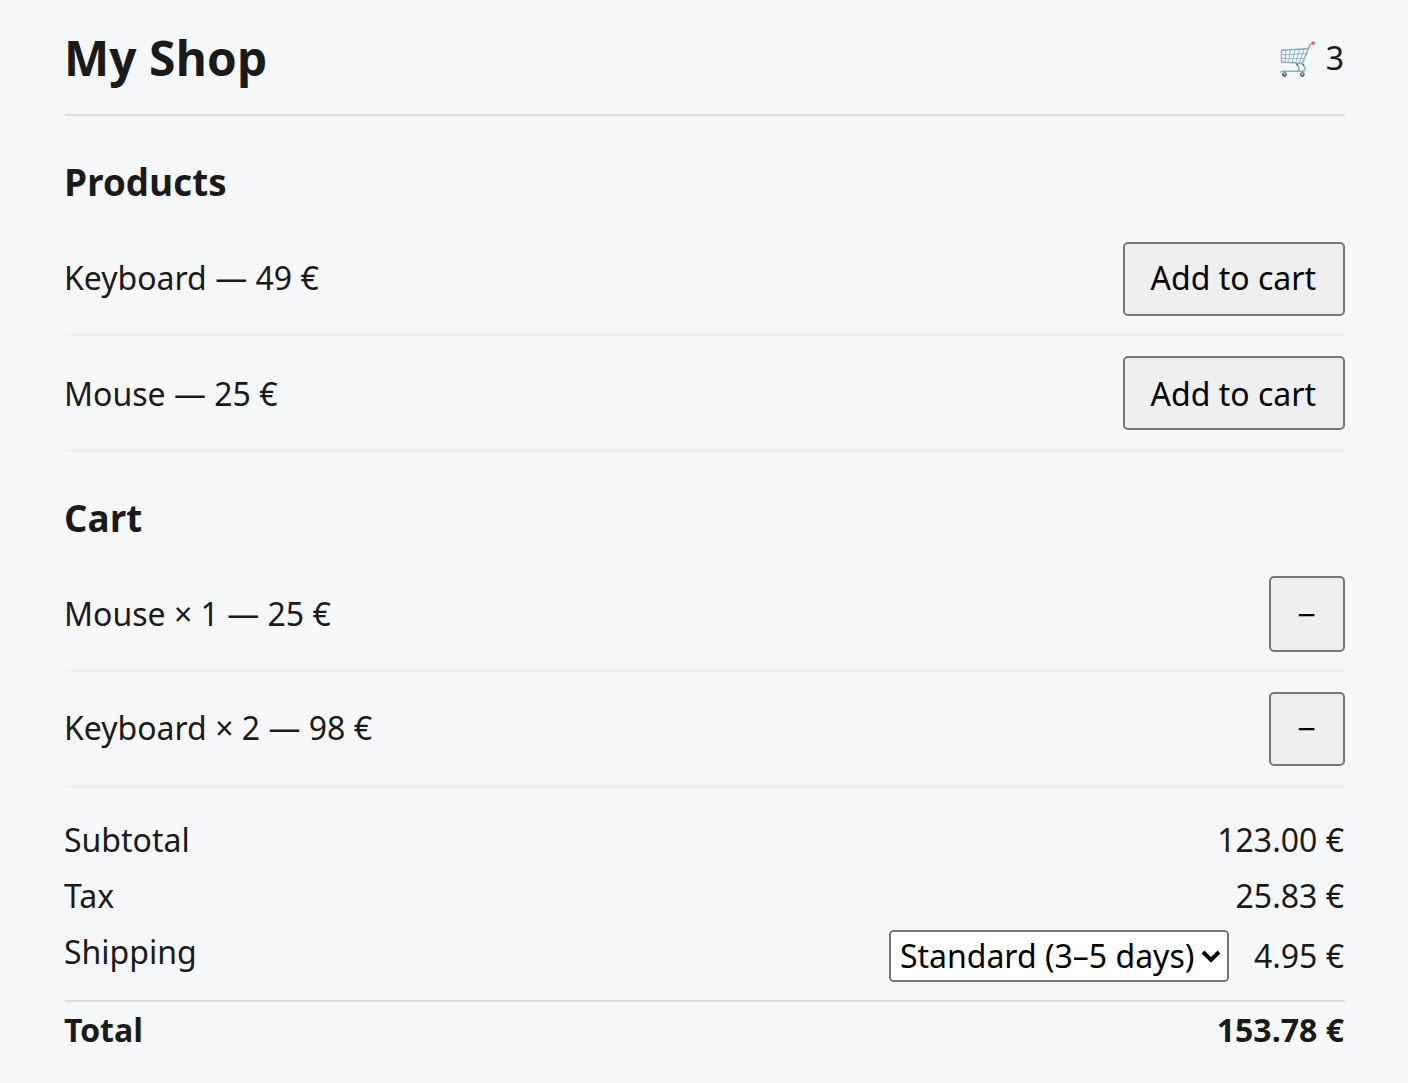 My Shop 🛒 3
Products
Keyboard — 49 € Add to cart
Mouse — 25 € Add to cart
Cart
Mouse × 1 — 25 € −
Keyboard × 2 — 98 € −
Subtotal 123.00 €
Tax 25.83 €
Shipping Standard (3–5 days) 4.95 €
Total 153.78 €